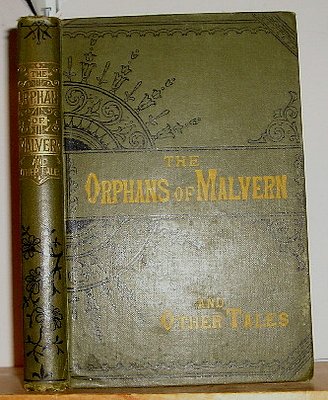 THE
ORPHANS
OF
MALVERN
AND
OTHER TALES
THE
ORPHANS OF MALVERN
AND
OTHER TALES